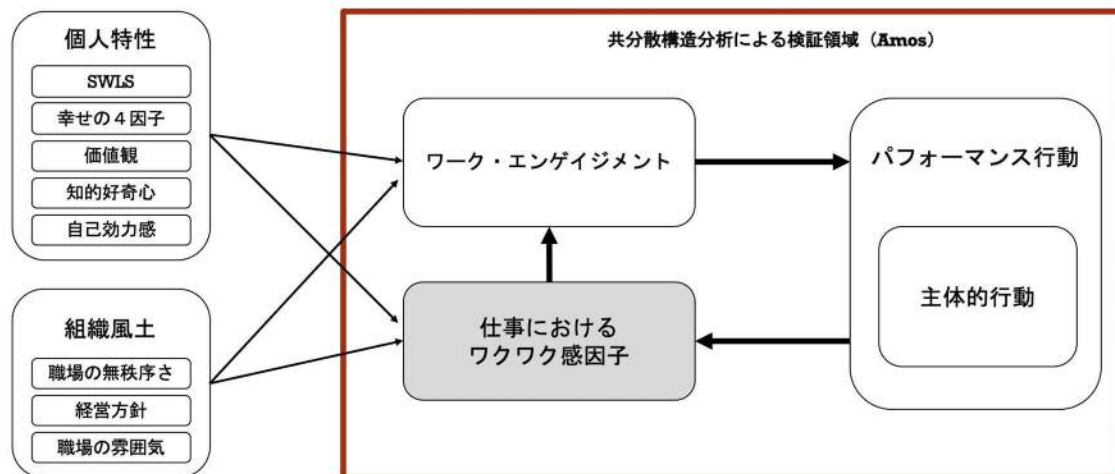 個人特性
SWLS
幸せの４因子
価値観
知的好奇心
自己効力感
組織風土
職場の無秩序さ
経営方針
職場の雰囲気
共分散構造分析による検証領域（Amos）
ワーク・エンゲイジメント
仕事における
ワクワク感因子
パフォーマンス行動
主体的行動